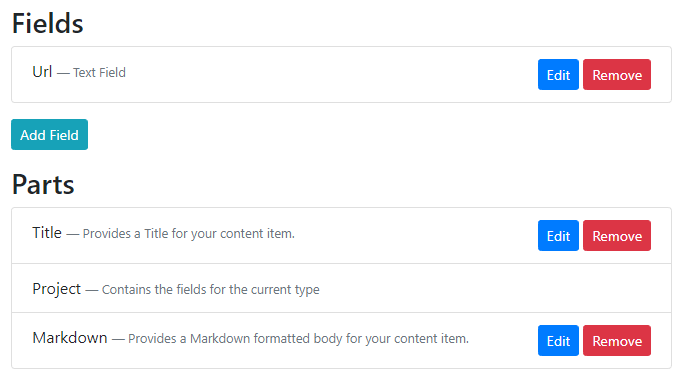 Fields
Url — Text Field
Edit Remove
Add Field
Parts
Title — Provides a Title for your content item.
Edit Remove
Project — Contains the fields for the current type
Markdown — Provides a Markdown formatted body for your content item.
Edit Remove